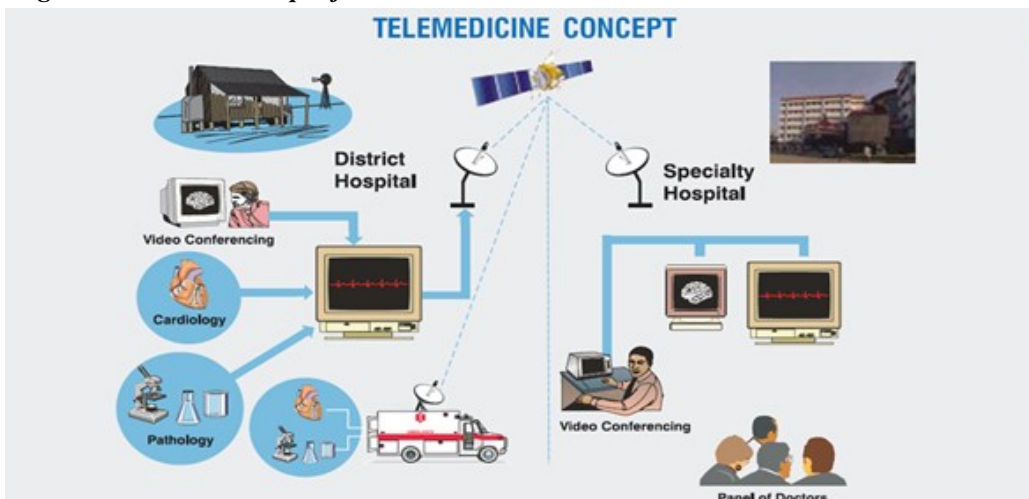 TELEMEDICINE CONCEPT
District
Hospital
Specialty
Hospital
Video Conferencing
Cardiology
Pathology
Video Conferencing
Panel of Doctors